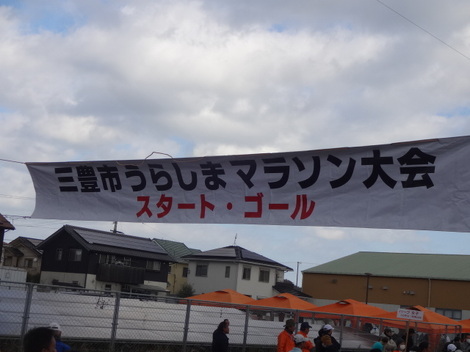 三豊市うらしまマラソン大会
スタート・ゴール